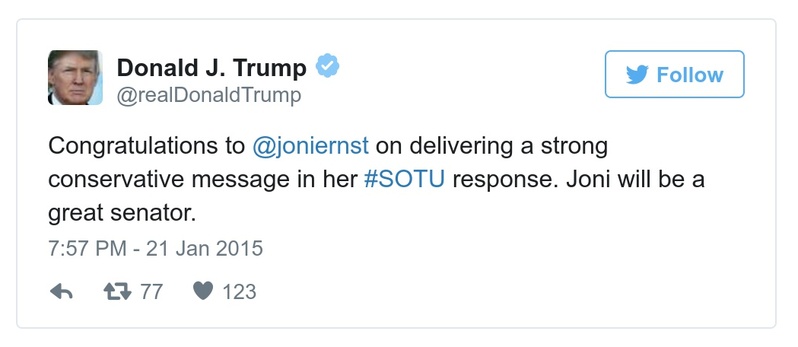 Donald J. Trump
@realDonaldTrump
Follow
Congratulations to @joniernst on delivering a strong
conservative message in her #SOTU response. Joni will be a
great senator.
7:57 PM - 21 Jan 2015
77 123